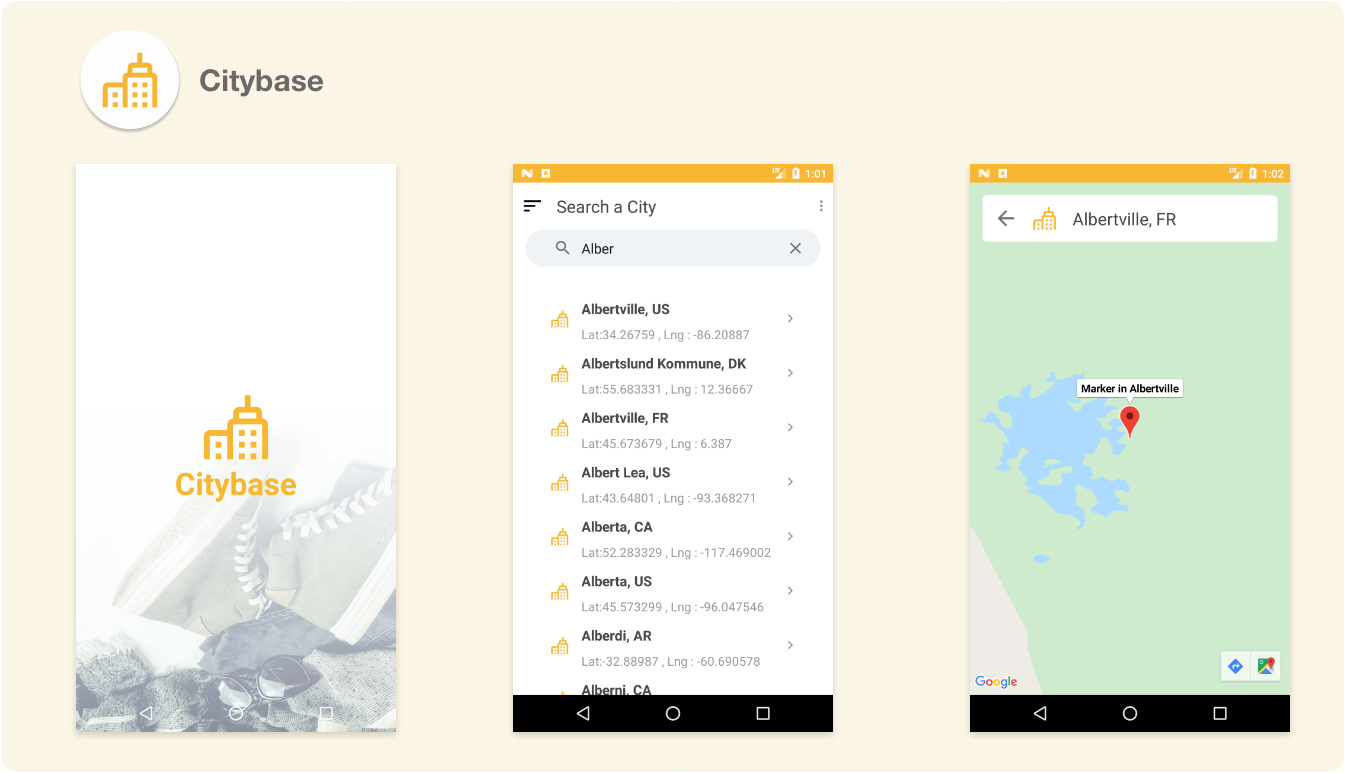 Citybase
Citybase
1:01
Search a City
Alber
Albertville, US
Lat:34.26759 , Lng : -86.20887
Albertslund Kommune, DK
Lat:55.683331 , Lng : 12.36667
Albertville, FR
Lat:45.673679 , Lng : 6.387
Albert Lea, US
Lat:43.64801 , Lng : -93.368271
Alberta, CA
Lat:52.283329 , Lng : -117.469002
Alberta, US
Lat:45.573299 , Lng : -96.047546
Alberdi, AR
Lat:-32.88987 , Lng : -60.690578
Alberni, CA
1:02
Albertville, FR
Marker in Albertville
Google